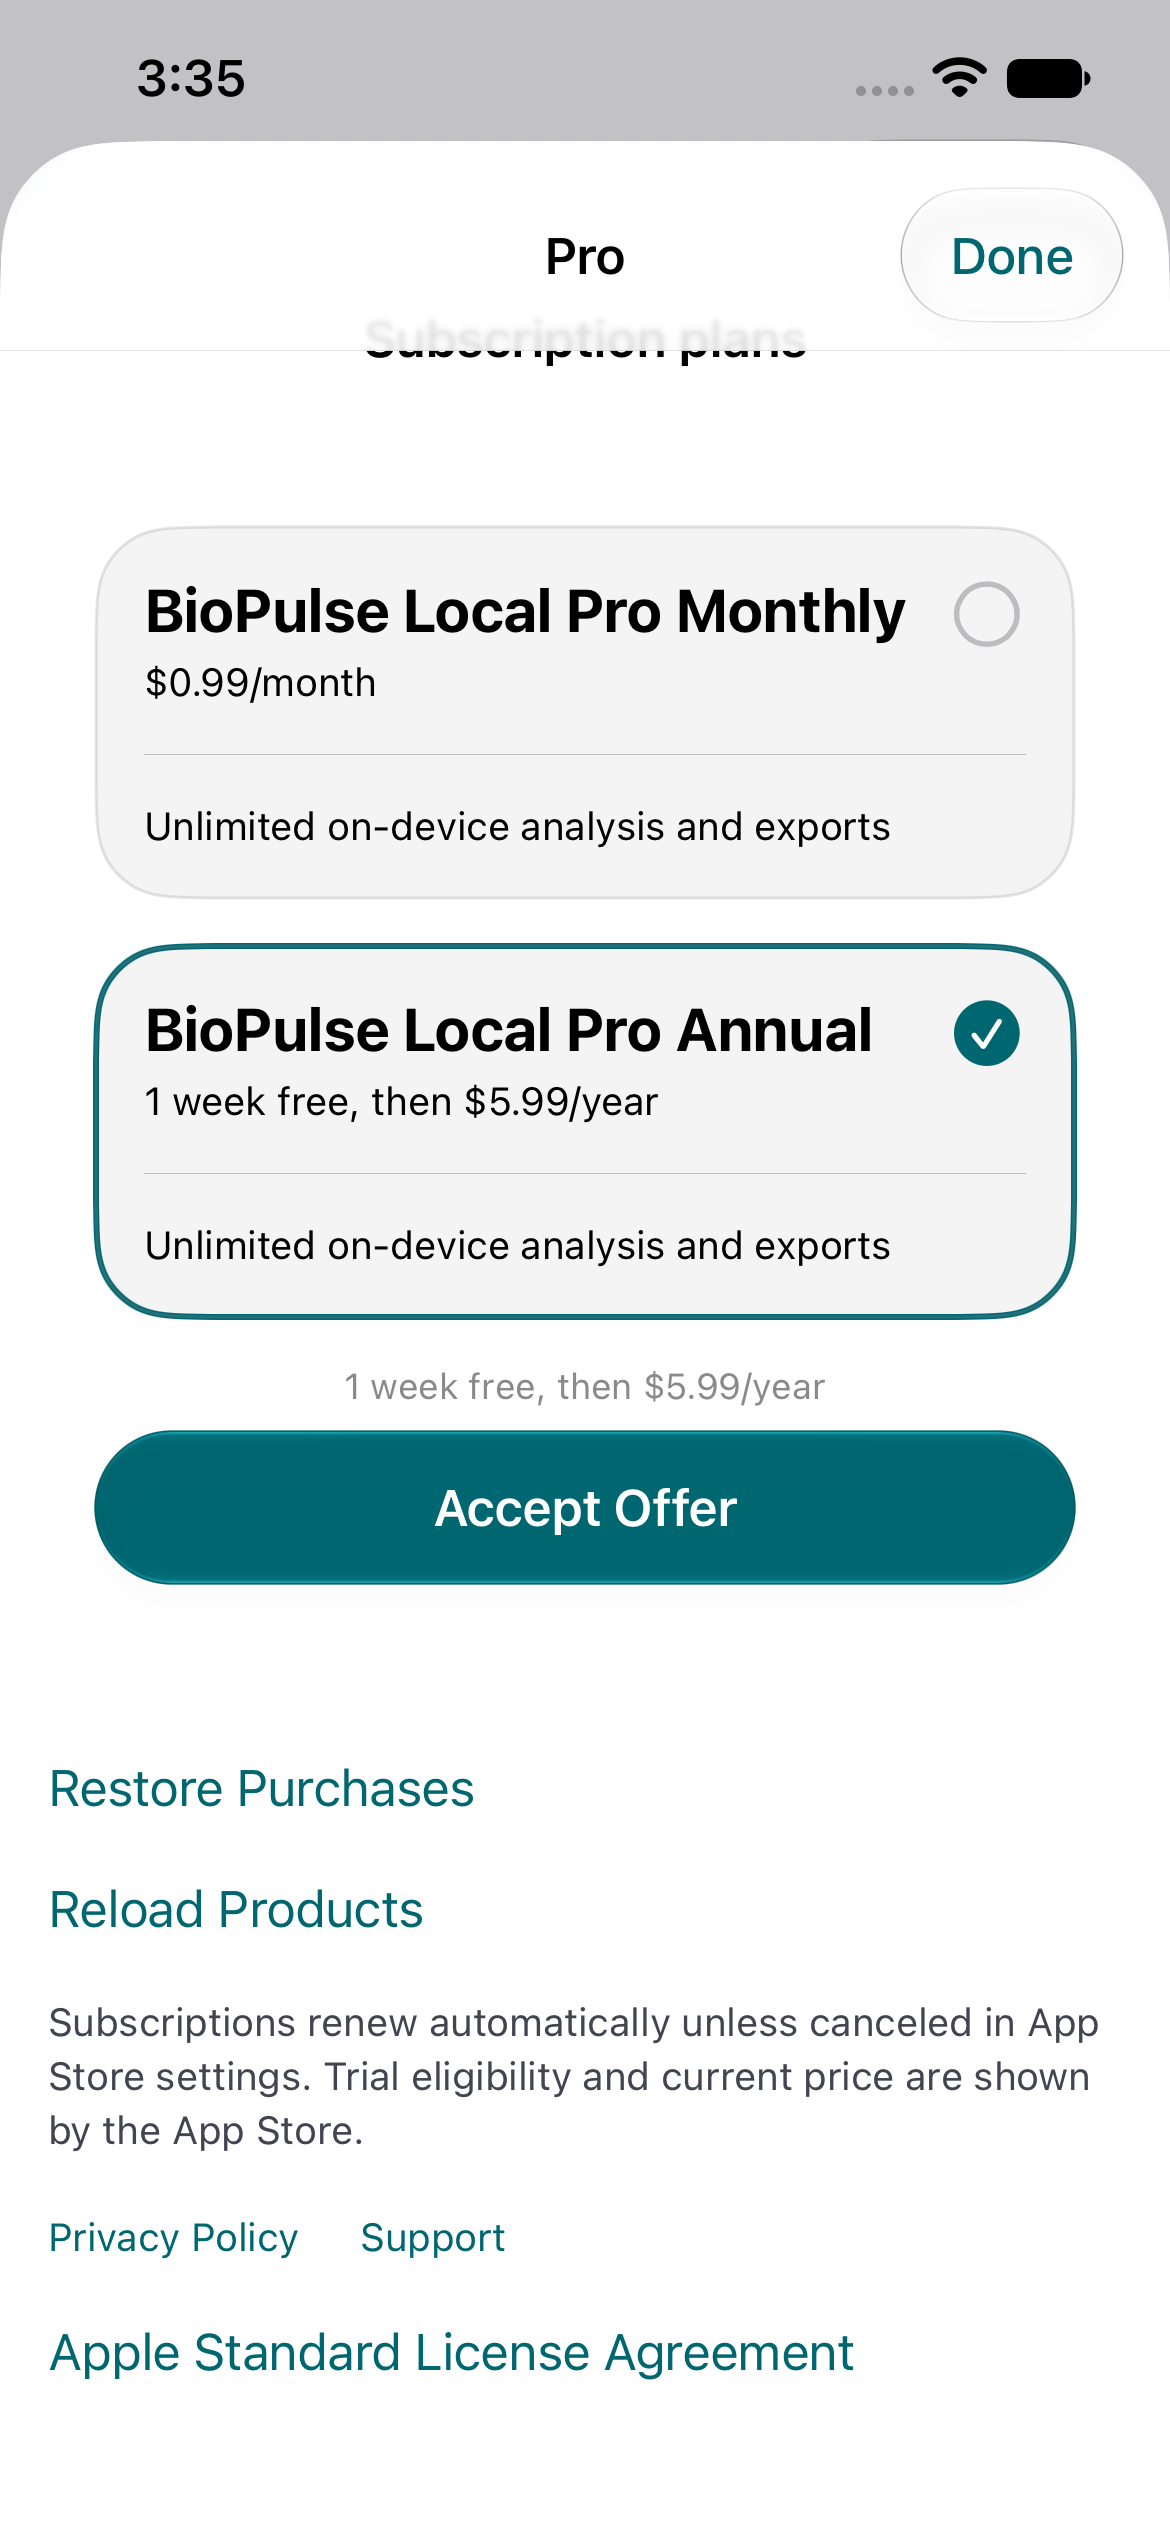 3:35
Pro
Done
Subscription plans
BioPulse Local Pro Monthly
$0.99/month
Unlimited on-device analysis and exports
BioPulse Local Pro Annual
1 week free, then $5.99/year
Unlimited on-device analysis and exports
1 week free, then $5.99/year
Accept Offer
Restore Purchases
Reload Products
Subscriptions renew automatically unless canceled in App
Store settings. Trial eligibility and current price are shown
by the App Store.
Privacy Policy
Support
Apple Standard License Agreement